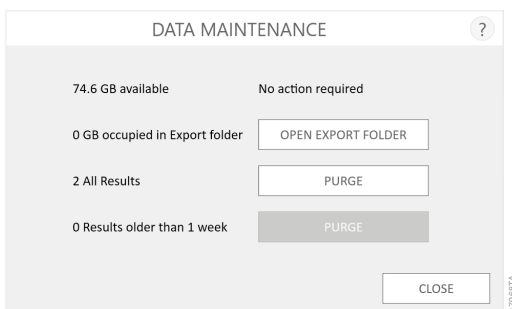 DATA MAINTENANCE ?
74.6 GB available No action required
0 GB occupied in Export folder OPEN EXPORT FOLDER
2 All Results PURGE
0 Results older than 1 week PURGE
CLOSE